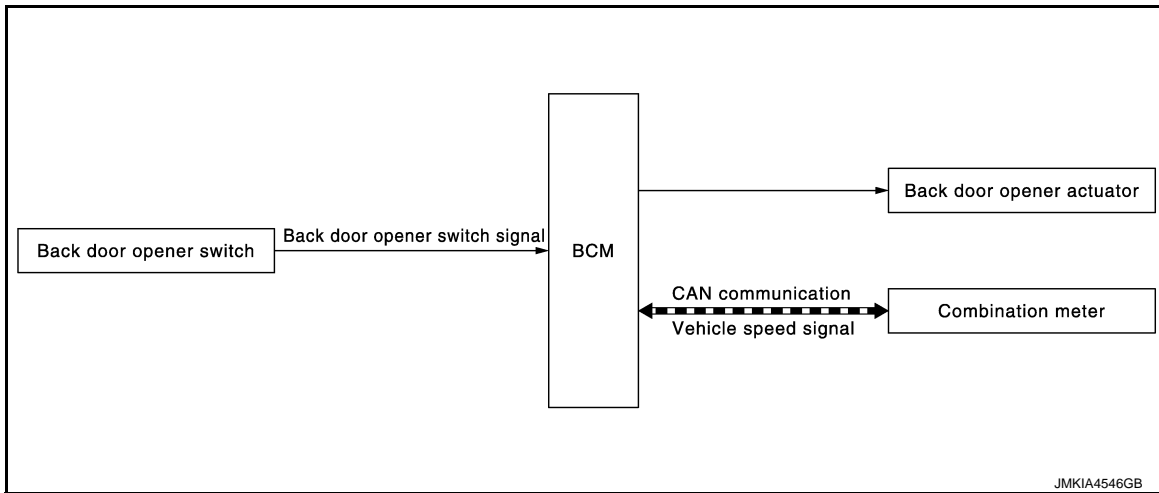 Back door opener switch
Back door opener switch signal
BCM
Back door opener actuator
CAN communication
Vehicle speed signal
Combination meter
JMKIA4546GB